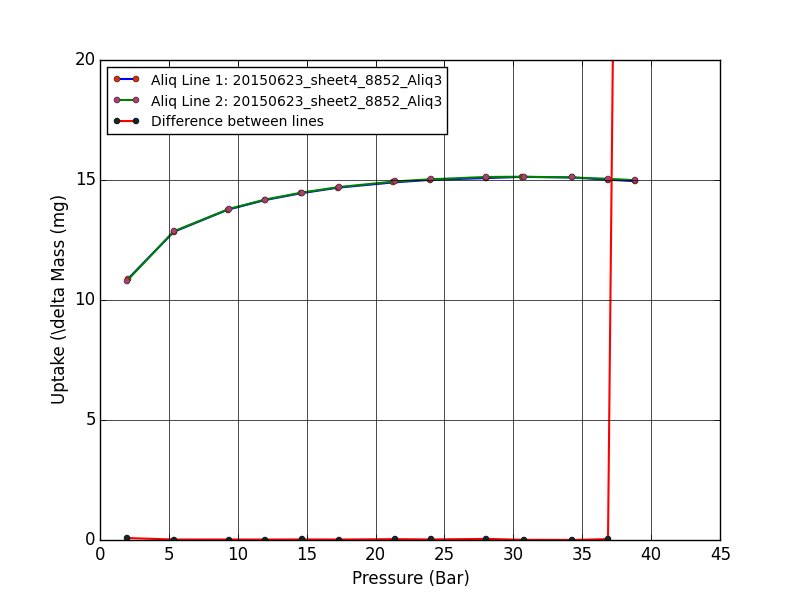 20
Aliq Line 1: 20150623_sheet4_8852_Aliq3
Aliq Line 2: 20150623_sheet2_8852_Aliq3
Difference between lines
15
10
5
0
Uptake (\delta Mass (mg)
0 5 10 15 20 25 30 35 40 45
Pressure (Bar)